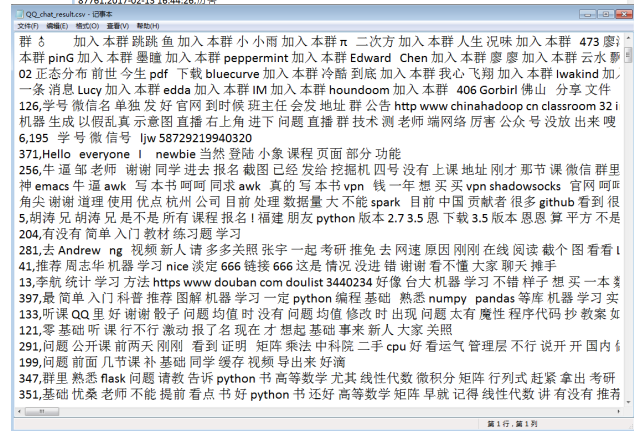 QQ_chat_result.csv - 记事本
文件(F) 编辑(E) 格式(O) 查看(V) 帮助(H)
群 ♁ 加入 本群 跳跳 鱼 加入 本群 小 小雨 加入 本群 π 二次方 加入 本群 人生 况味 加入 本群 473 廖
本群 pinG 加入 本群 墨瞳 加入 本群 peppermint 加入 本群 Edward Chen 加入 本群 廖 廖 加入 本群 云水
02 正态分布 前世 今生 pdf 下载 bluecurve 加入 本群 冷酷 到底 加入 本群 我心 飞翔 加入 本群 lwakind
一条 消息 Lucy 加入 本群 edda 加入 本群 IM 加入 本群 houndoom 加入 本群 406 Gorbirl 佛山 分享 文件
126,学号 微信名 单独 发 好 官网 到时候 班主任 会发 地址 群 公告 http www chinahadoop cn classroom 32 i
机器 生成 以假乱真 示意图 直播 右上角 进下 问题 直播 群 技术 测 老师 端网络 厉害 公众 号 没放 出来 嗖
6,195 学 号 微 信号 ljw 58729219940320
371,Hello everyone I newbie 当然 登陆 小象 课程 页面 部分 功能
256,牛 逼 邹 老师 谢谢 同学 进去 报名 截图 已经 发给 挖掘机 四号 没有 上课 地址 刚才 那节 课 微信 群里
神 emacs 牛 逼 awk 写 本书 呵呵 同求 awk 真的 写 本书 vpn 钱 一年 想 买 买 vpn shadowsocks 官网 呵呵
角尖 谢谢 道理 使用 优点 杭州 公司 目前 处理 数据量 大 不能 spark 目前 中国 贡献者 很多 github 看到 很
5,胡涛 兄 胡涛 兄 是 不是 所有 课程 报名 ! 福建 朋友 python 版本 2.7 3.5 恩 下载 3.5 版本 恩恩 算 平方 不是
204,有没有 简单 入门 教材 练习题 学习
281,去 Andrew ng 视频 新人 请 多多关照 张宇 一起 考研 推免 去 网速 原因 刚刚 在线 阅读 截个 图 看看 L
41,推荐 周志华 机器 学习 nice 淡定 666 链接 666 这是 情况 没进 错 谢谢 看不懂 大家 聊天 摊手
13,李航 统计 学习 方法 https www douban com doulist 3440234 好像 台大 机器 学习 不错 样子 想 买 一本
397,最 简单 入门 科普 推荐 图解 机器 学习 一定 python 编程 基础 熟悉 numpy pandas 等库 机器 学习 实
133,听课 QQ 里 好 谢谢 骰子 问题 均值 时 没有 问题 均值 修改 时 出现 问题 太有 魔性 程序代码 抄 教案 如
121,零 基础 听 课 行不行 激动 报了名 现在 才 想起 基础 事来 新人 大家 关照
291,问题 公开课 前两天 刚刚 看到 证明 矩阵 乘法 中科院 二手 cpu 好 看运气 管理层 不行 说开 开 国内
199,问题 前面 几节课 补 基础 同学 缓存 视频 导出来 好滴
347,群里 熟悉 flask 问题 请教 告诉 python 书 高等数学 尤其 线性代数 微积分 矩阵 行列式 赶紧 拿出 考研
351,基础 忧桑 老师 不能 提前 看点 书 好 python 书 还好 高等数学 矩阵 早就 记得 线性代数 讲 有没有 推荐
第 1 行，第 1 列